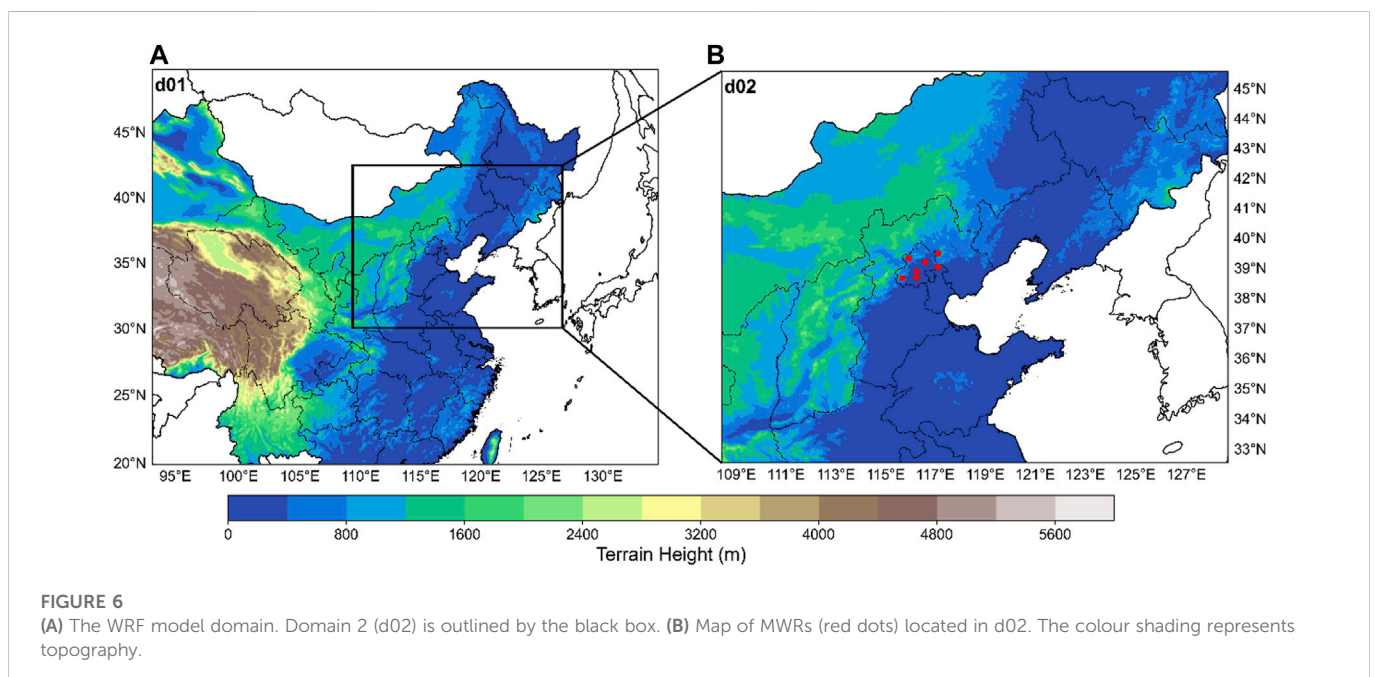 A
B
d01
45°N
40°N
35°N
30°N
25°N
20°N
95°E 100°E 105°E 110°E 115°E 120°E 125°E 130°E
d02
45°N
44°N
43°N
42°N
41°N
40°N
39°N
38°N
37°N
36°N
35°N
34°N
33°N
109°E 111°E 113°E 115°E 117°E 119°E 121°E 123°E 125°E 127°E
0 800 1600 2400 3200 4000 4800 5600
Terrain Height (m)
FIGURE 6
(A) The WRF model domain. Domain 2 (d02) is outlined by the black box. (B) Map of MWRs (red dots) located in d02. The colour shading represents
topography.